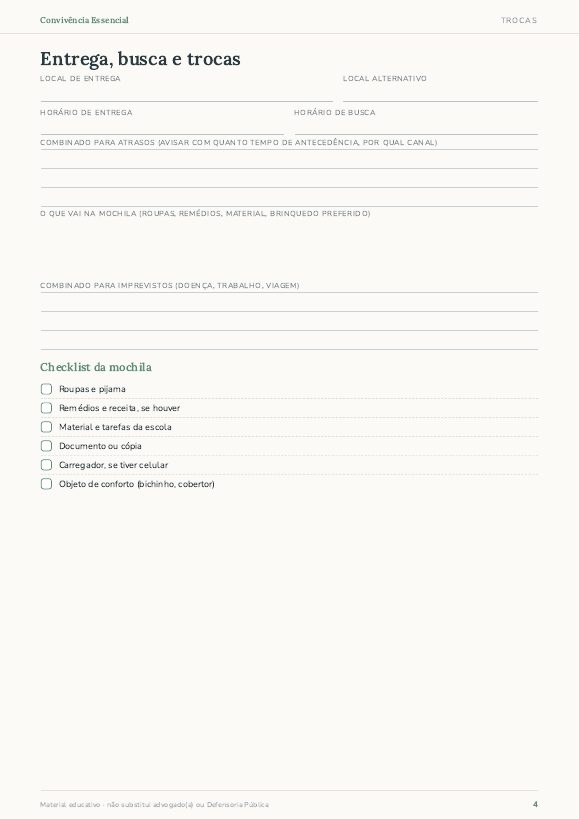 Convivência Essencial
TROCAS
Entrega, busca e trocas
LOCAL DE ENTREGA
LOCAL ALTERNATIVO
HORÁRIO DE ENTREGA
HORÁRIO DE BUSCA
COMBINADO PARA ATRASOS (AVISAR COM QUANTO TEMPO DE ANTECEDÊNCIA, POR QUAL CANAL)
O QUE VAI NA MOCHILA (ROUPAS, REMÉDIOS, MATERIAL, BRINQUEDO PREFERIDO)
COMBINADO PARA IMPREVISTOS (DOENÇA, TRABALHO, VIAGEM)
Checklist da mochila
Roupas e pijama
Remédios e receita, se houver
Material e tarefas da escola
Documento ou cópia
Carregador, se tiver celular
Objeto de conforto (bichinho, cobertor)
Material educativo · não substitui advogado(a) ou Defensoria Pública
4